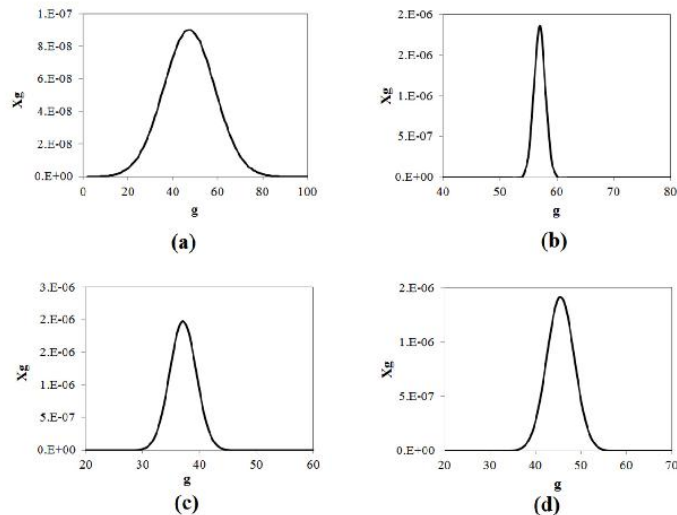 1.E-07
8.E-08
6.E-08
4.E-08
2.E-08
0.E+00
Xg
0 20 40 60 80 100
g
(a)
2.E-06
2.E-06
1.E-06
5.E-07
0.E+00
Xg
40 50 60 70 80
g
(b)
3.E-06
2.E-06
2.E-06
1.E-06
5.E-07
0.E+00
Xg
20 30 40 50 60
g
(c)
2.E-06
1.E-06
5.E-07
0.E+00
Xg
20 30 40 50 60 70
g
(d)